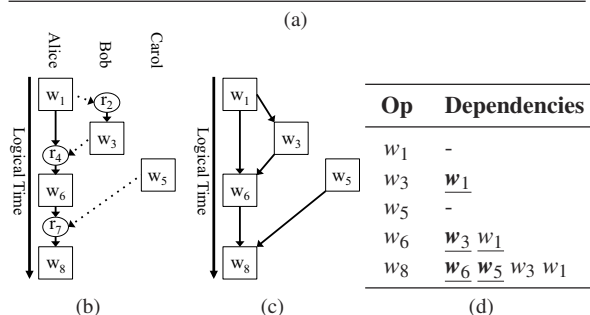 (a)
Alice Bob Carol
Logical Time
w1 r2
w3
r4
w5
w6
r7
w8
(b)
Logical Time
w1
w3
w5
w6
w8
(c)
Op Dependencies
w1 -
w3 w1
w5 -
w6 w3 w1
w8 w6 w5 w3 w1
(d)